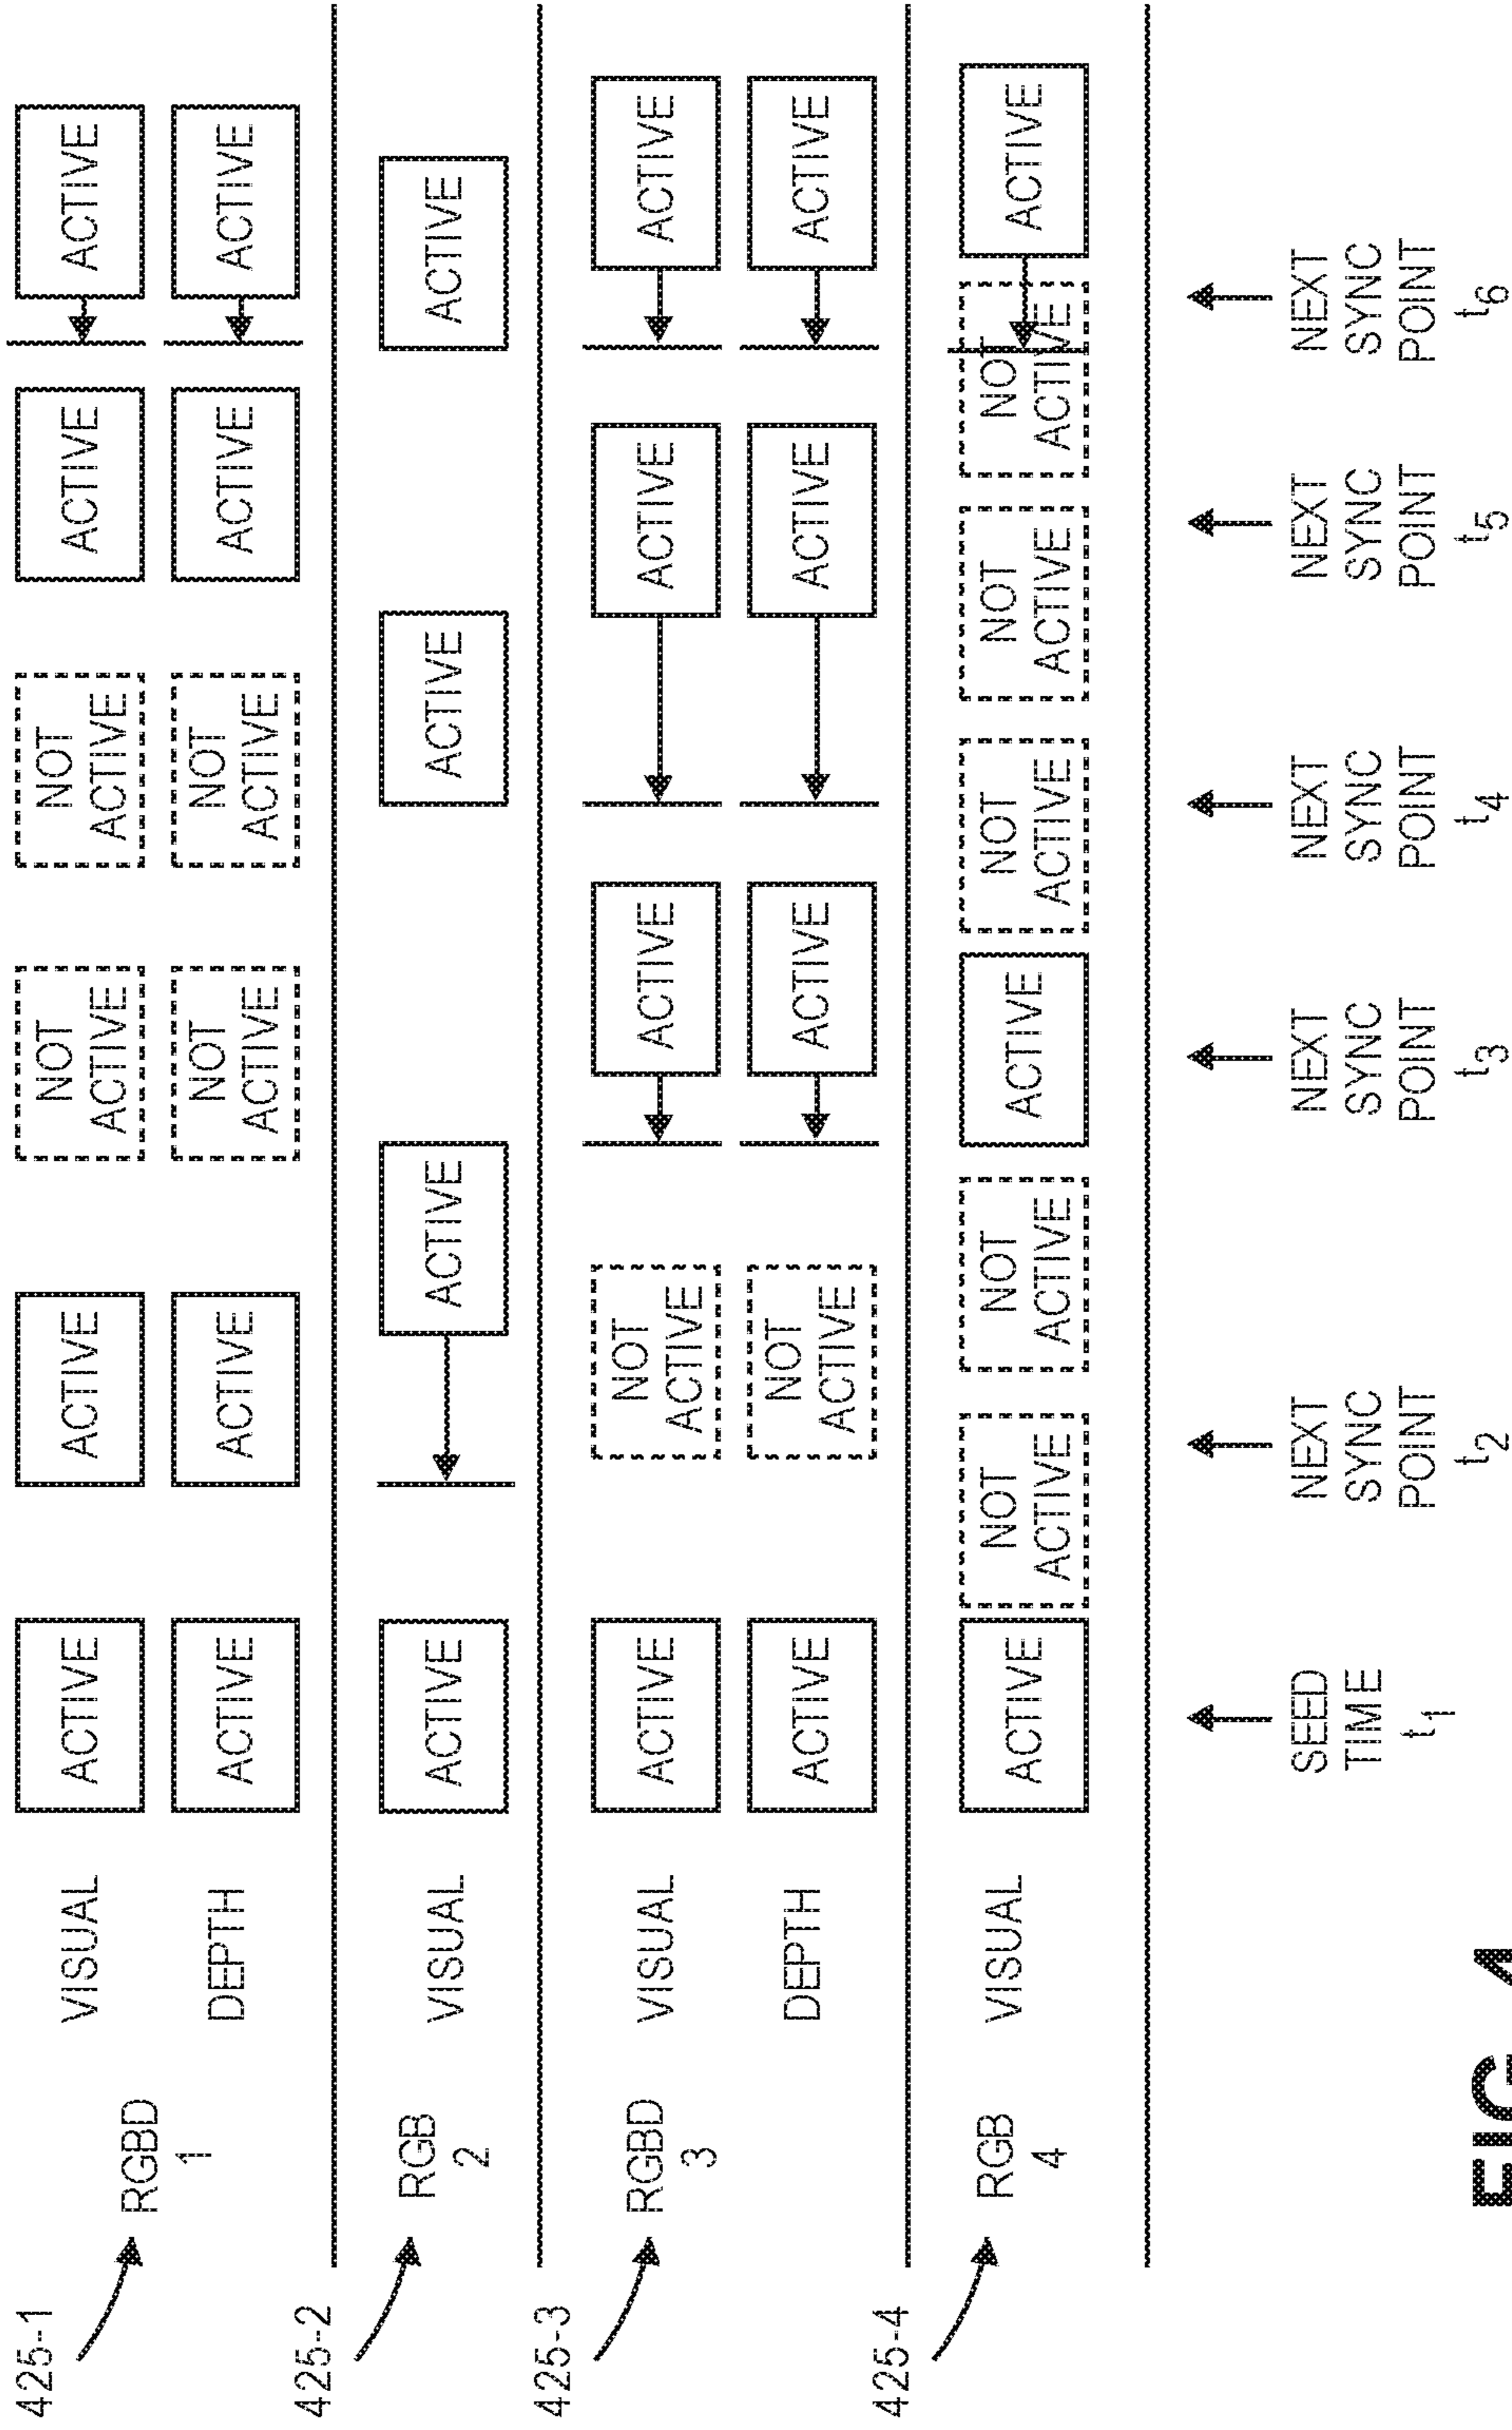 425-1
RGBD
1
VISUAL
ACTIVE
ACTIVE
NOT
ACTIVE
NOT
ACTIVE
ACTIVE
ACTIVE
DEPTH
ACTIVE
ACTIVE
NOT
ACTIVE
NOT
ACTIVE
ACTIVE
ACTIVE
425-2
RGB
2
VISUAL
ACTIVE
ACTIVE
ACTIVE
ACTIVE
425-3
RGBD
3
VISUAL
ACTIVE
NOT
ACTIVE
ACTIVE
ACTIVE
ACTIVE
DEPTH
ACTIVE
NOT
ACTIVE
ACTIVE
ACTIVE
ACTIVE
425-4
RGB
4
VISUAL
ACTIVE
NOT
ACTIVE
NOT
ACTIVE
ACTIVE
NOT
ACTIVE
NOT
ACTIVE
NOT
ACTIVE
ACTIVE
SEED
TIME
t1
NEXT
SYNC
POINT
t2
NEXT
SYNC
POINT
t3
NEXT
SYNC
POINT
t4
NEXT
SYNC
POINT
t5
NEXT
SYNC
POINT
t6
FIG. 4